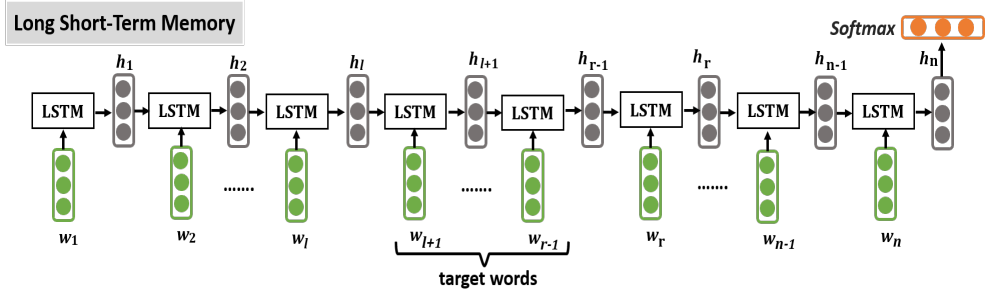 Long Short-Term Memory
Softmax
h1 h2 hl hl+1 hr-1 hr hn-1 hn
LSTM LSTM LSTM LSTM LSTM LSTM LSTM LSTM
........ ........ ........
w1 w2 wl wl+1 wr-1 wr wn-1 wn
target words